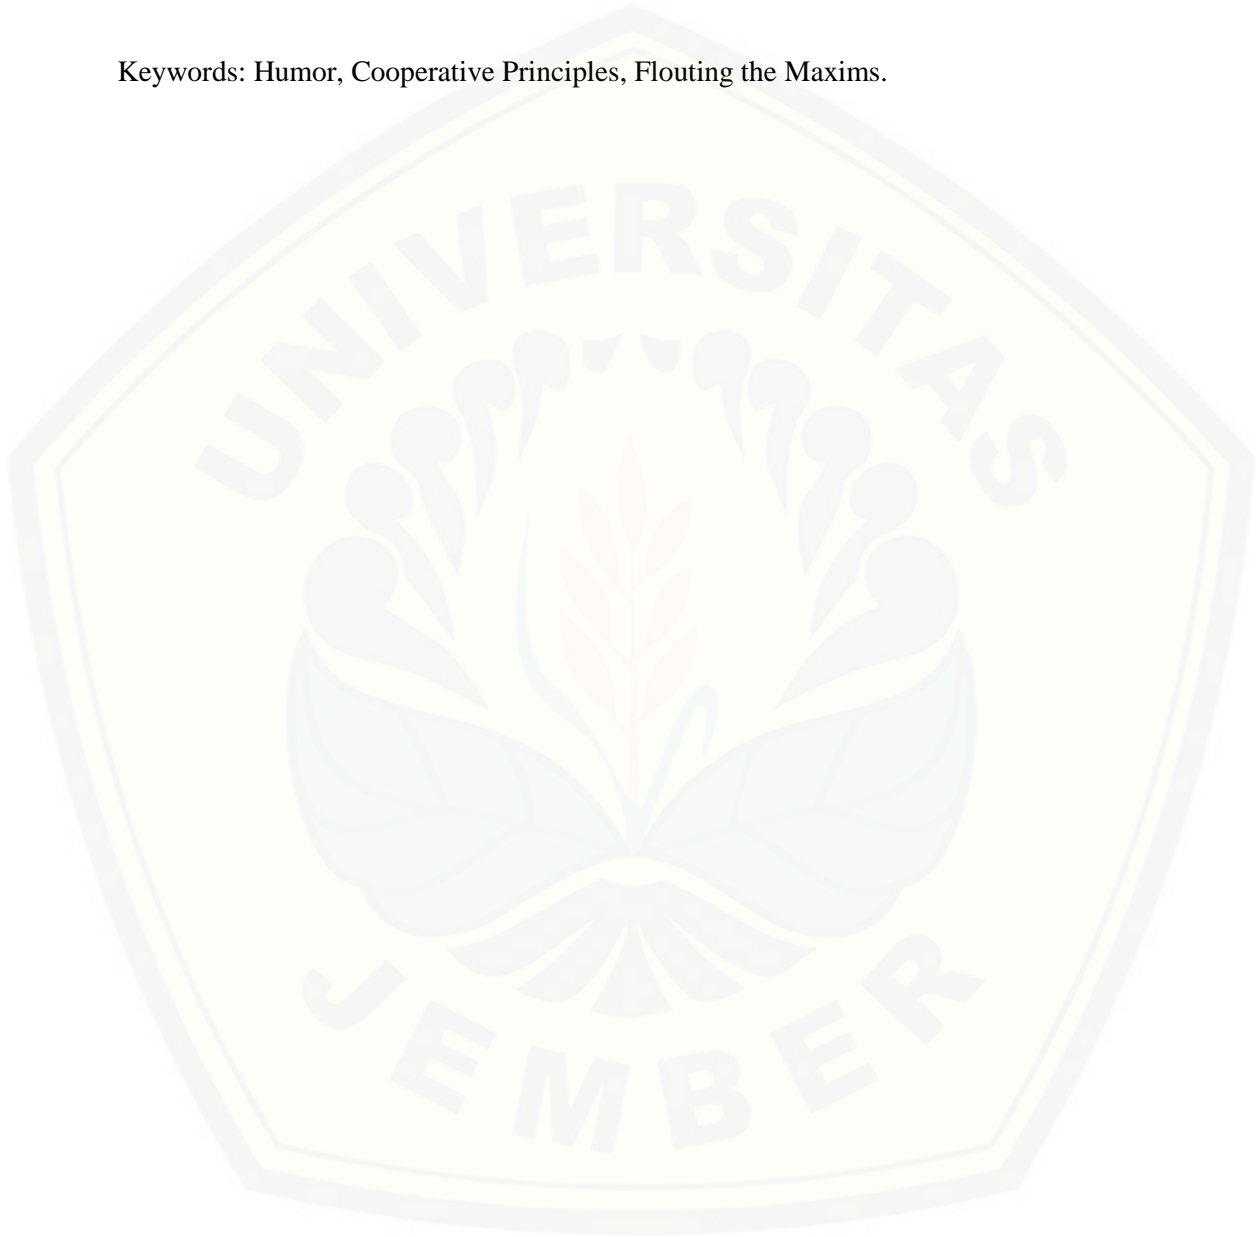 Keywords: Humor, Cooperative Principles, Flouting the Maxims.
UNIVERSITAS
JEMBER